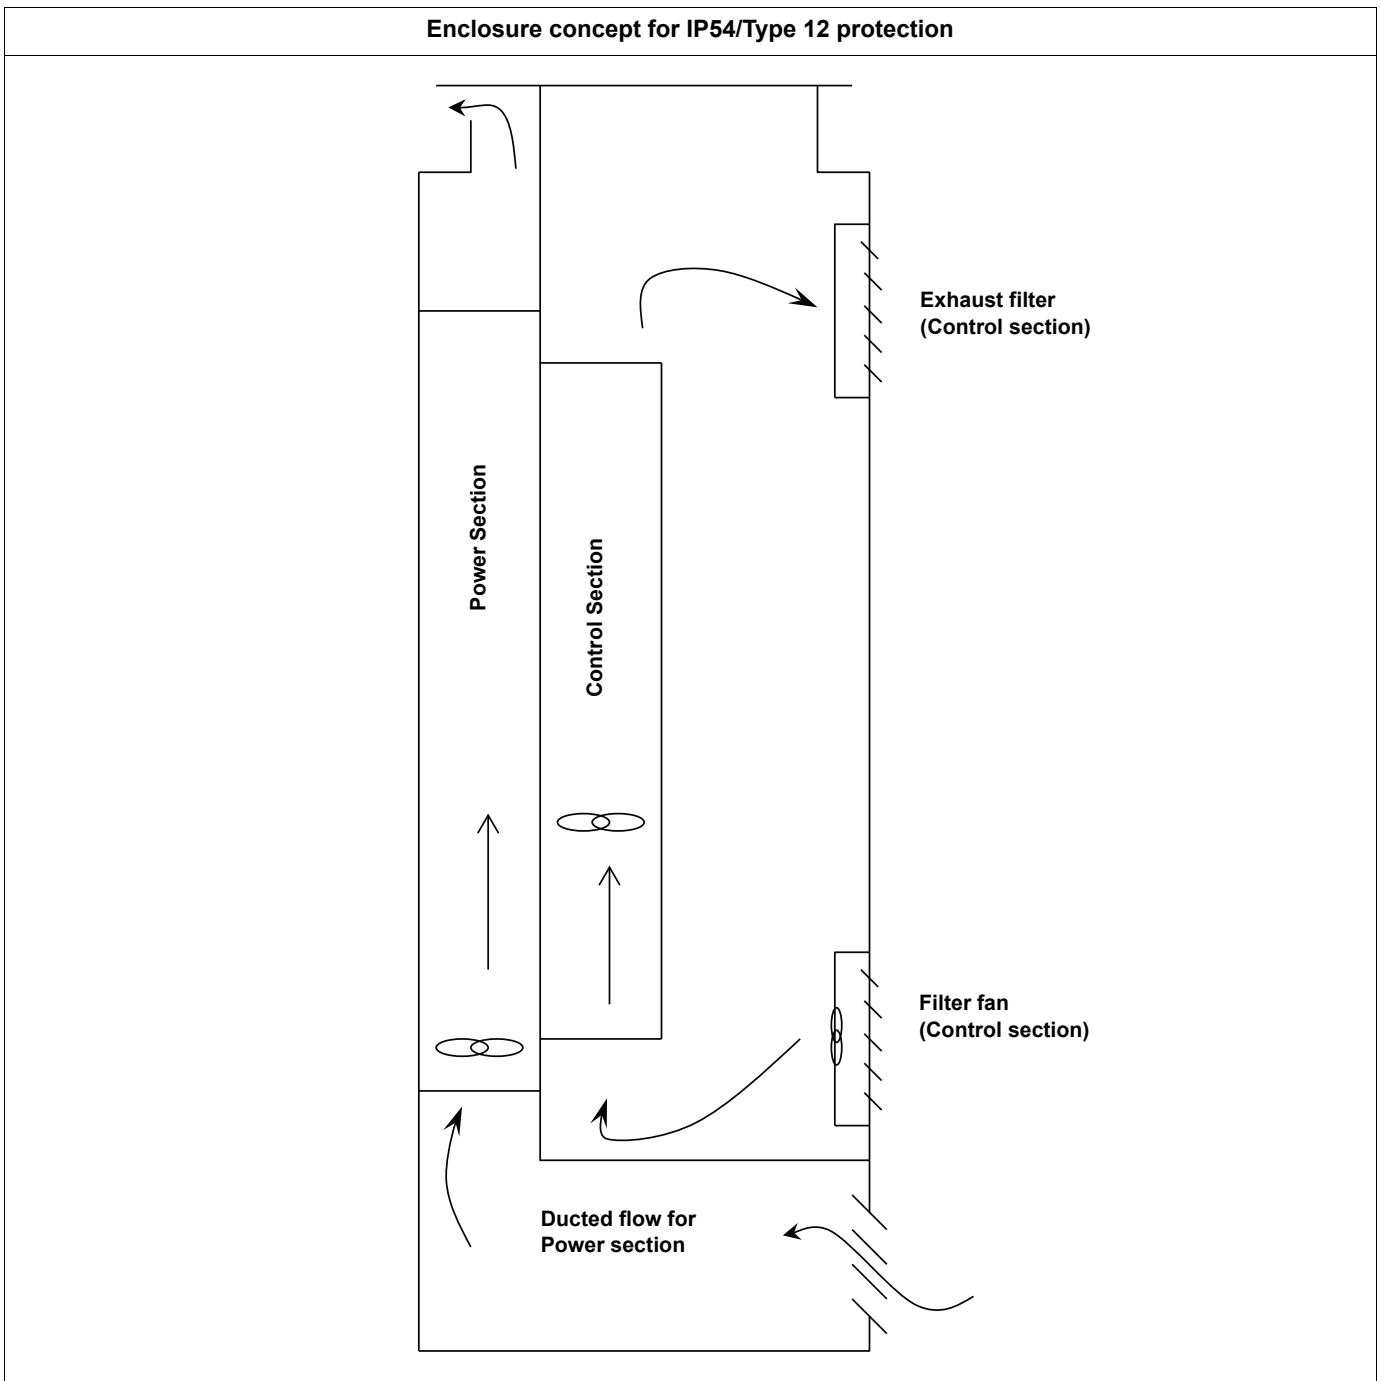 Enclosure concept for IP54/Type 12 protection
Exhaust filter
(Control section)
Power Section
Control Section
Filter fan
(Control section)
Ducted flow for
Power section